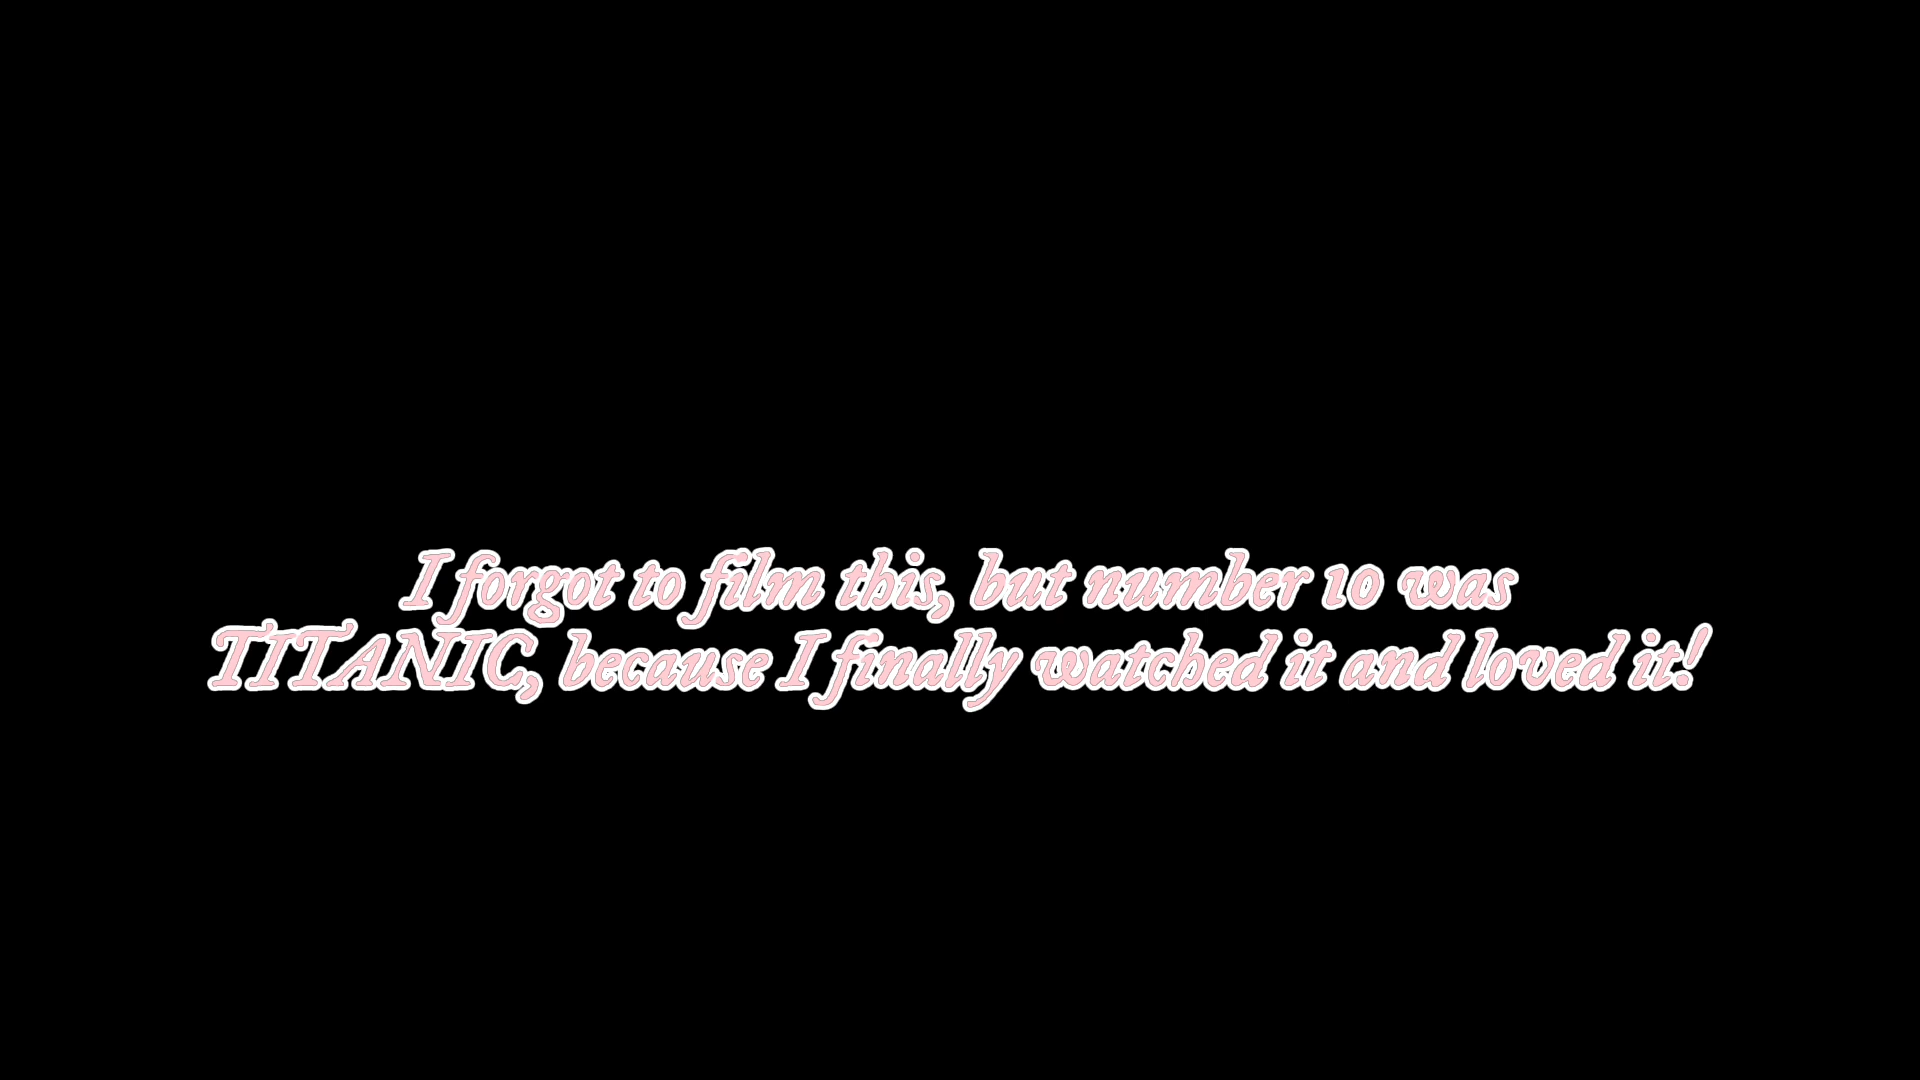 I forgot to film this, but number 10 was
TITANIC, because I finally watched it and loved it!